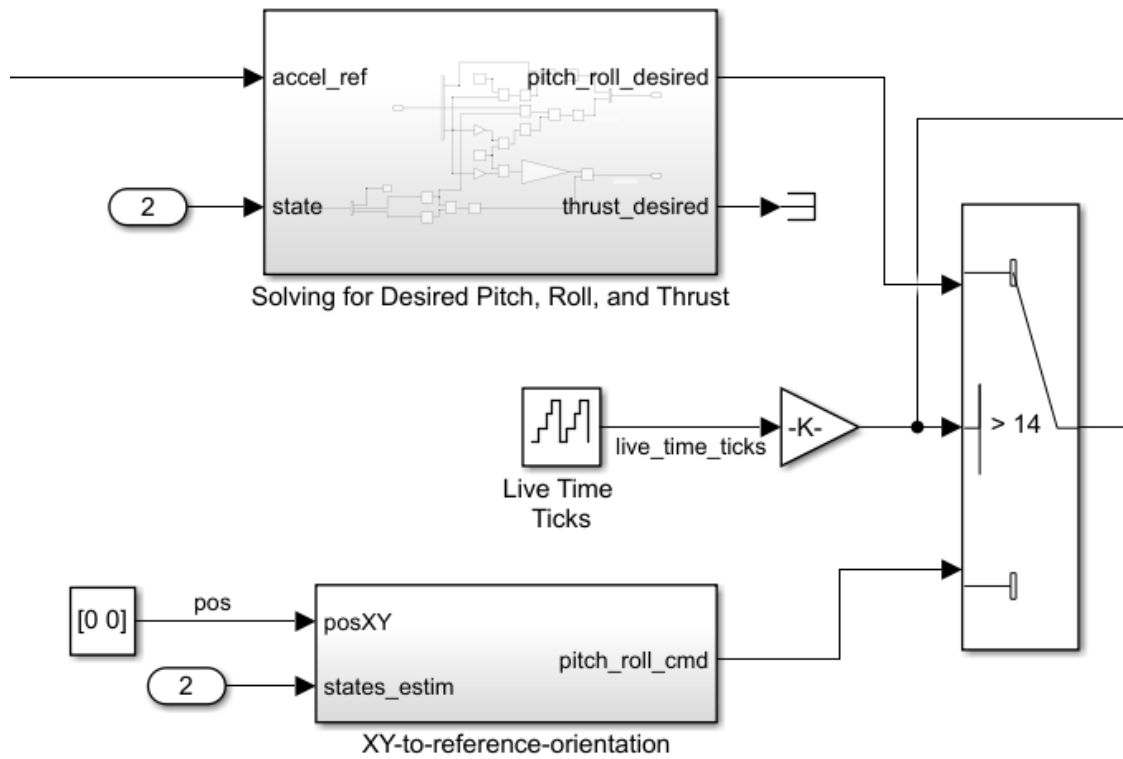 accel_ref
pitch_roll_desired
2
state
thrust_desired
Solving for Desired Pitch, Roll, and Thrust
-K-
> 14
live_time_ticks
Live Time
Ticks
[0 0]
pos
posXY
pitch_roll_cmd
2
states_estim
XY-to-reference-orientation